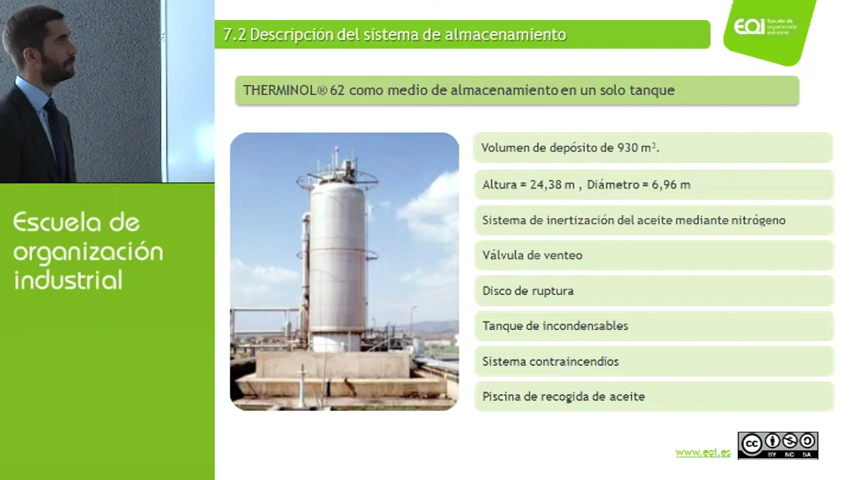 7.2 Descripción del sistema de almacenamiento
EOI
Escuela de
organización
industrial
THERMINOL® 62 como medio de almacenamiento en un solo tanque
Volumen de depósito de 930 m³.
Altura = 24,38 m , Diámetro = 6,96 m
Sistema de inertización del aceite mediante nitrógeno
Válvula de venteo
Disco de ruptura
Tanque de incondensables
Sistema contraincendios
Piscina de recogida de aceite
Escuela de
organización
industrial
www.eoi.es
cc
BY NC SA